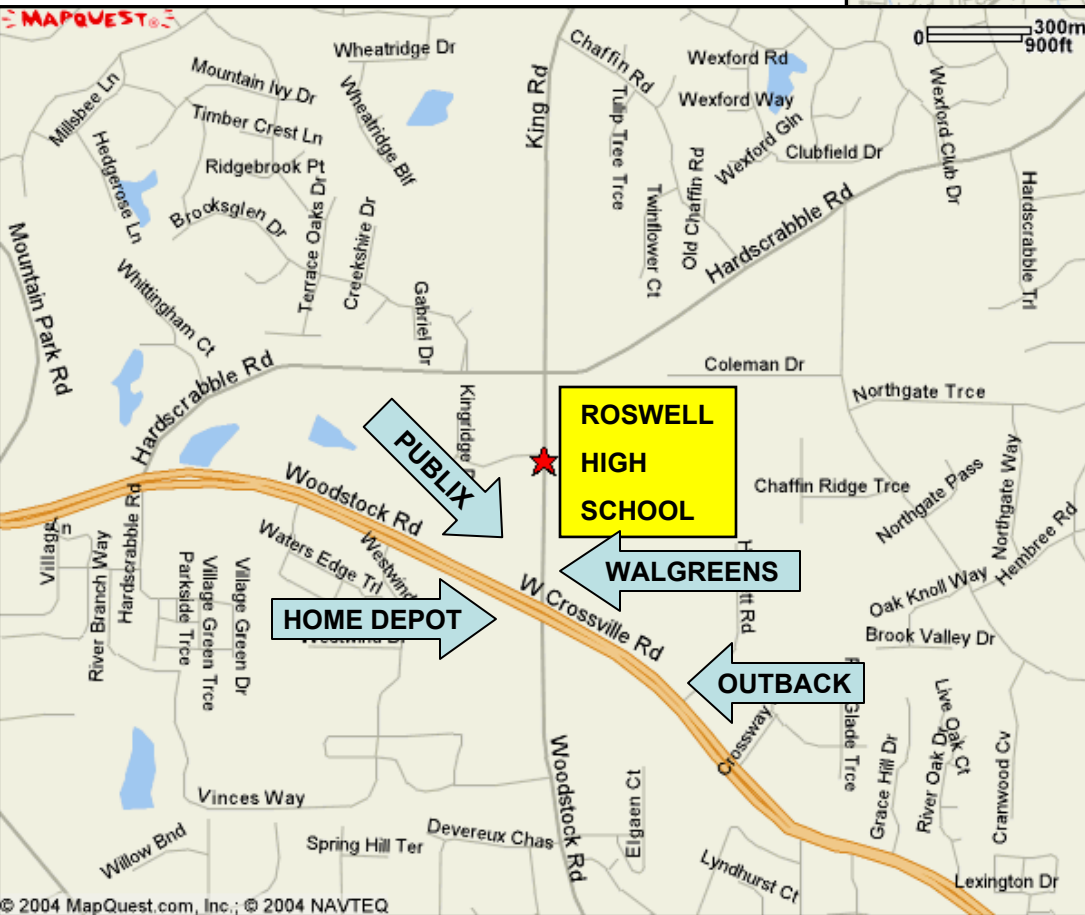 MAPQUEST
0
300m
900ft
Wheatridge Dr
King Rd
Chaffin Rd
Wexford Rd
Millsbee Ln
Mountain Ivy Dr
Wheatridge Blf
Tulip Tree Trce
Wexford Way
Wexford Club Dr
Timber Crest Ln
Wexford Gln
Clubfield Dr
Hedgerose Ln
Ridgebrook Pt
Old Chaffin Rd
Hardscrabble Trl
Brooksglen Dr
Terrace Oaks Dr
Creekshire Dr
Twinflower Ct
Hardscrabble Rd
Mountain Park Rd
Whittingham Ct
Gabriel Dr
Hardscrabble Rd
Coleman Dr
Northgate Trce
Kingridge
PUBLIX
ROSWELL
HIGH
SCHOOL
Woodstock Rd
Chaffin Ridge Trce
Northgate Pass
Northgate Way
Hembree Rd
Village
Ln
River Branch Way
Hardscrabble Rd
Parkside Trce
Village Green Trce
Village Green Dr
Waters Edge Trl
Westwind
WALGREENS
W Crossville Rd
HOME DEPOT
Rd
Oak Knoll Way
Brook Valley Dr
OUTBACK
Crossway
Glade Trce
Grace Hill Dr
River Oak Dr
Live Oak Ct
Cranwood Cv
Woodstock Rd
Vinces Way
Willow Bnd
Spring Hill Ter
Devereux Chas
Elgaen Ct
Lyndhurst Ct
Lexington Dr
© 2004 MapQuest.com, Inc.; © 2004 NAVTEQ